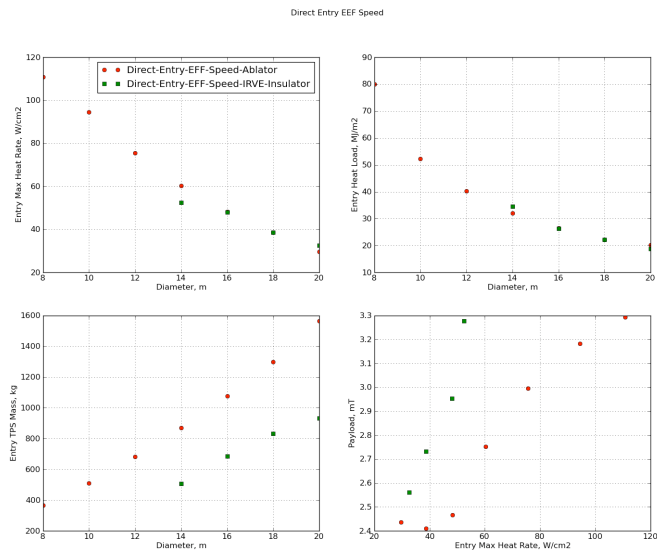 Direct Entry EEF Speed
120
100
80
60
40
20
Entry Max Heat Rate, W/cm2
Direct-Entry-EFF-Speed-Ablator
Direct-Entry-EFF-Speed-IRVE-Insulator
8 10 12 14 16 18 20
Diameter, m
90
80
70
60
50
40
30
20
10
Entry Heat Load, MJ/m2
8 10 12 14 16 18 20
Diameter, m
1600
1400
1200
1000
800
600
400
200
Entry TPS Mass, kg
8 10 12 14 16 18 20
Diameter, m
3.3
3.2
3.1
3.0
2.9
2.8
2.7
2.6
2.5
2.4
Payload, mT
20 40 60 80 100 120
Entry Max Heat Rate, W/cm2